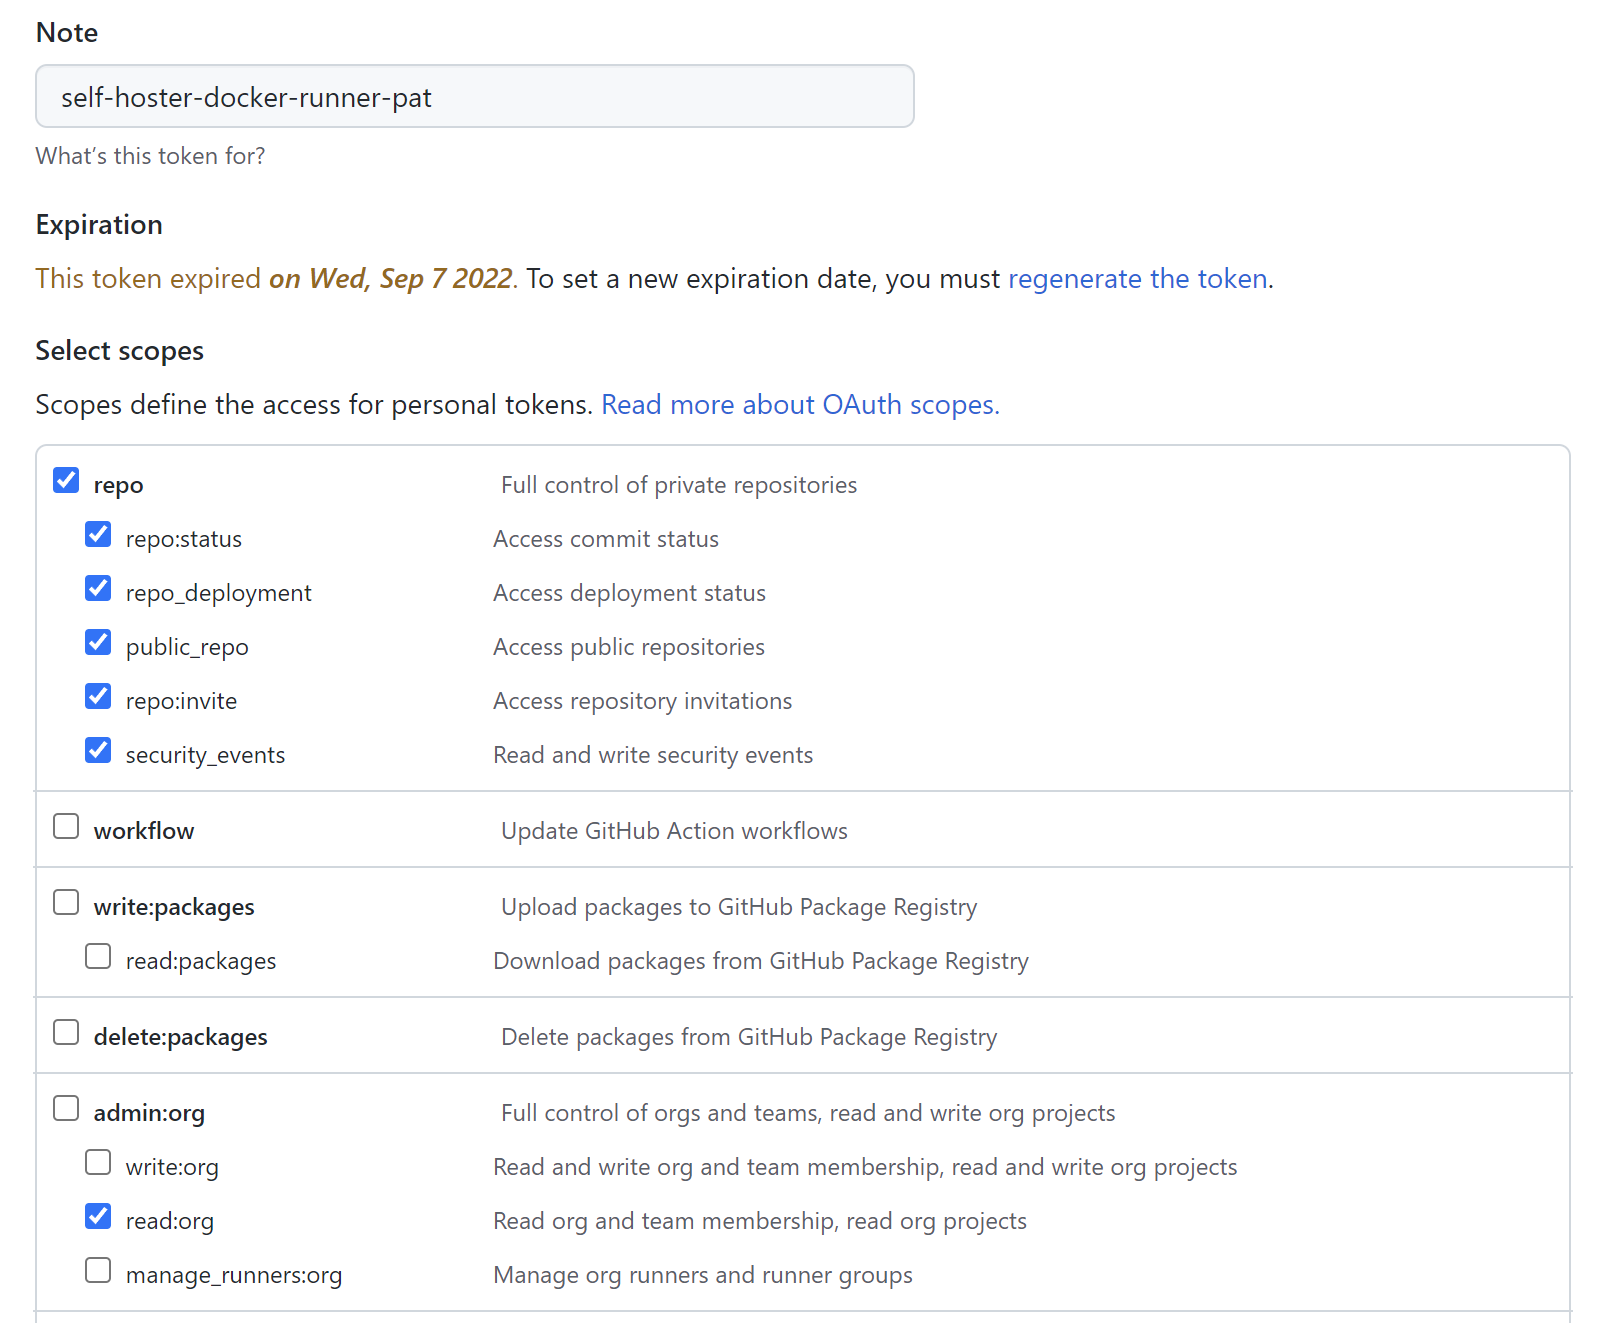 Note
self-hoster-docker-runner-pat
What's this token for?
Expiration
This token expired on Wed, Sep 7 2022. To set a new expiration date, you must regenerate the token.
Select scopes
Scopes define the access for personal tokens. Read more about OAuth scopes.
repo Full control of private repositories
repo:status Access commit status
repo_deployment Access deployment status
public_repo Access public repositories
repo:invite Access repository invitations
security_events Read and write security events
workflow Update GitHub Action workflows
write:packages Upload packages to GitHub Package Registry
read:packages Download packages from GitHub Package Registry
delete:packages Delete packages from GitHub Package Registry
admin:org Full control of orgs and teams, read and write org projects
write:org Read and write org and team membership, read and write org projects
read:org Read org and team membership, read org projects
manage_runners:org Manage org runners and runner groups